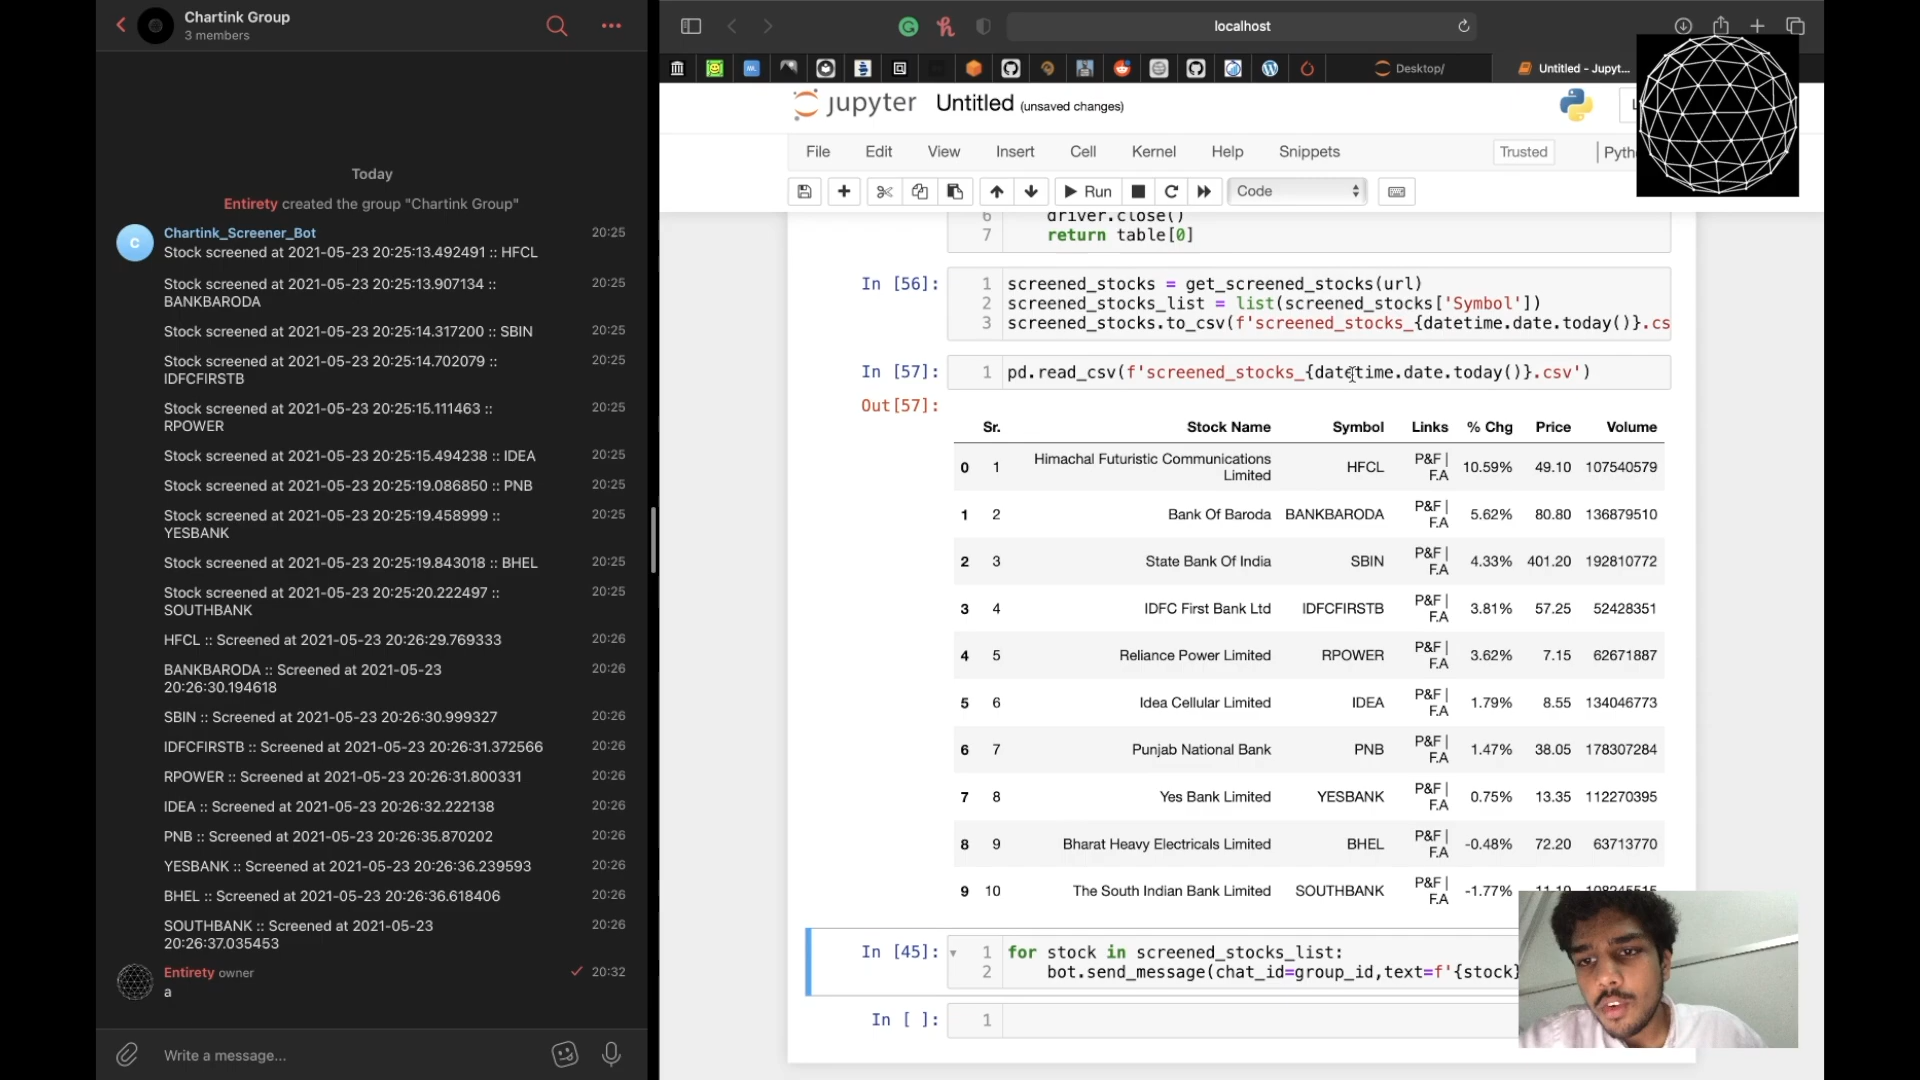 Chartink Group
3 members
Today
Entirety created the group "Chartink Group"
Chartink_Screener_Bot 20:25
Stock screened at 2021-05-23 20:25:13.492491 :: HFCL
Stock screened at 2021-05-23 20:25:13.907134 :: 20:25
BANKBARODA
Stock screened at 2021-05-23 20:25:14.317200 :: SBIN 20:25
Stock screened at 2021-05-23 20:25:14.702079 :: 20:25
IDFCFIRSTB
Stock screened at 2021-05-23 20:25:15.111463 :: 20:25
RPOWER
Stock screened at 2021-05-23 20:25:15.494238 :: IDEA 20:25
Stock screened at 2021-05-23 20:25:19.086850 :: PNB 20:25
Stock screened at 2021-05-23 20:25:19.458999 :: 20:25
YESBANK
Stock screened at 2021-05-23 20:25:19.843018 :: BHEL 20:25
Stock screened at 2021-05-23 20:25:20.222497 :: 20:25
SOUTHBANK
HFCL :: Screened at 2021-05-23 20:26:29.769333 20:26
BANKBARODA :: Screened at 2021-05-23 20:26
20:26:30.194618
SBIN :: Screened at 2021-05-23 20:26:30.999327 20:26
IDFCFIRSTB :: Screened at 2021-05-23 20:26:31.372566 20:26
RPOWER :: Screened at 2021-05-23 20:26:31.800331 20:26
IDEA :: Screened at 2021-05-23 20:26:32.222138 20:26
PNB :: Screened at 2021-05-23 20:26:35.870202 20:26
YESBANK :: Screened at 2021-05-23 20:26:36.239593 20:26
BHEL :: Screened at 2021-05-23 20:26:36.618406 20:26
SOUTHBANK :: Screened at 2021-05-23 20:26
20:26:37.035453
Entirety owner 20:32
a
Write a message...
localhost
Desktop/ Untitled - Jupyt...
jupyter Untitled (unsaved changes)
File Edit View Insert Cell Kernel Help Snippets Trusted
Run Code
6 driver.close()
7 return table[0]
In [56]: 1 screened_stocks = get_screened_stocks(url)
2 screened_stocks_list = list(screened_stocks['Symbol'])
3 screened_stocks.to_csv(f'screened_stocks_{datetime.date.today()}.cs
In [57]: 1 pd.read_csv(f'screened_stocks_{datetime.date.today()}.csv')
Out[57]:
Sr. Stock Name Symbol Links % Chg Price Volume
0 1 Himachal Futuristic Communications Limited HFCL P&F | F.A 10.59% 49.10 107540579
1 2 Bank Of Baroda BANKBARODA P&F | F.A 5.62% 80.80 136879510
2 3 State Bank Of India SBIN P&F | F.A 4.33% 401.20 192810772
3 4 IDFC First Bank Ltd IDFCFIRSTB P&F | F.A 3.81% 57.25 52428351
4 5 Reliance Power Limited RPOWER P&F | F.A 3.62% 7.15 62671887
5 6 Idea Cellular Limited IDEA P&F | F.A 1.79% 8.55 134046773
6 7 Punjab National Bank PNB P&F | F.A 1.47% 38.05 178307284
7 8 Yes Bank Limited YESBANK P&F | F.A 0.75% 13.35 112270395
8 9 Bharat Heavy Electricals Limited BHEL P&F | F.A -0.48% 72.20 63713770
9 10 The South Indian Bank Limited SOUTHBANK P&F | F.A -1.77%
In [45]: 1 for stock in screened_stocks_list:
2 bot.send_message(chat_id=group_id,text=f'{stock}
In [ ]: 1